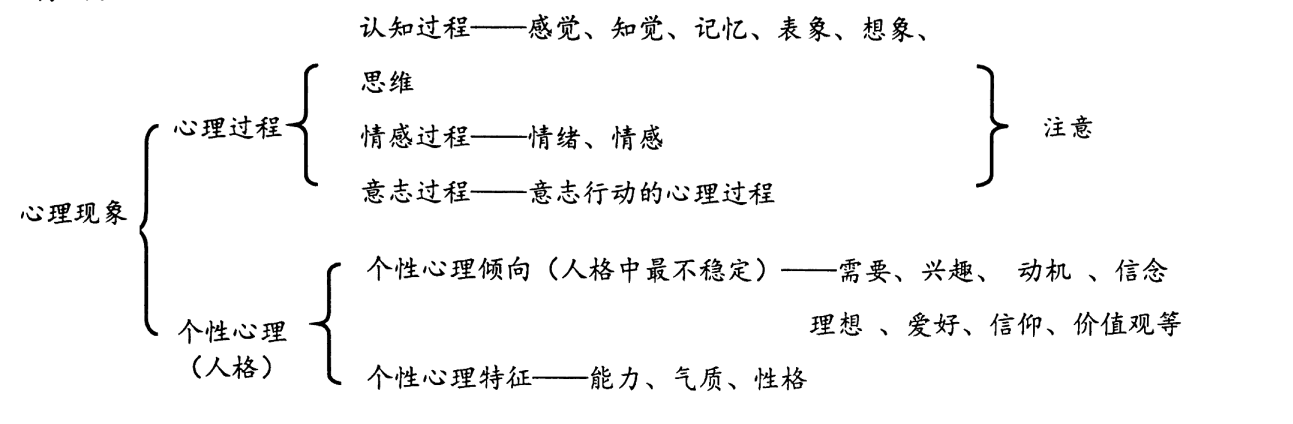 认知过程——感觉、知觉、记忆、表象、想象、
思维
心理过程
情感过程——情绪、情感
注意
意志过程——意志行动的心理过程
心理现象
个性心理倾向（人格中最不稳定）——需要、兴趣、 动机 、信念
理想 、爱好、信仰、价值观等
个性心理
（人格）
个性心理特征——能力、气质、性格